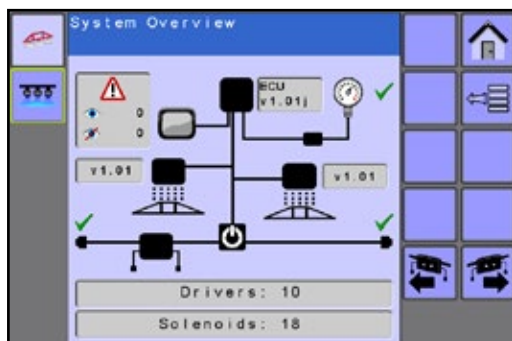 System Overview
ECU
v1.01j
0
0
v1.01
v1.01
Drivers: 10
Solenoids: 18